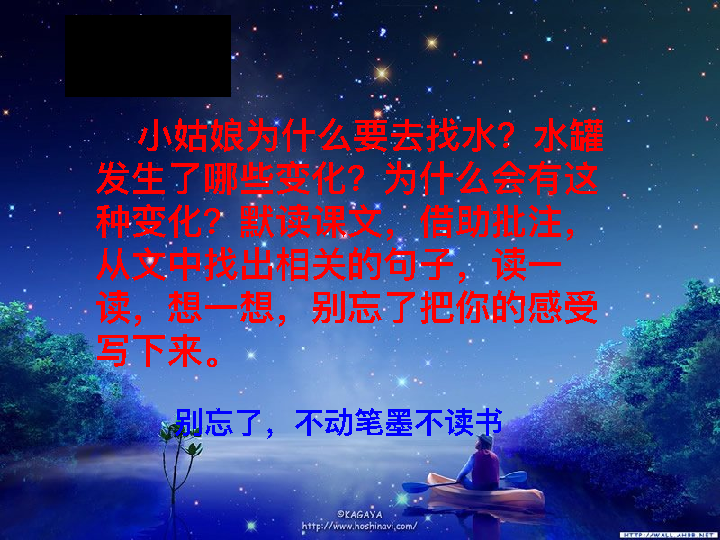 小姑娘为什么要去找水？水罐
发生了哪些变化？为什么会有这
种变化？默读课文，借助批注，
从文中找出相关的句子，读一
读，想一想，别忘了把你的感受
写下来。
别忘了，不动笔墨不读书
©KAGAYA
http://www.hoshinavi.com/